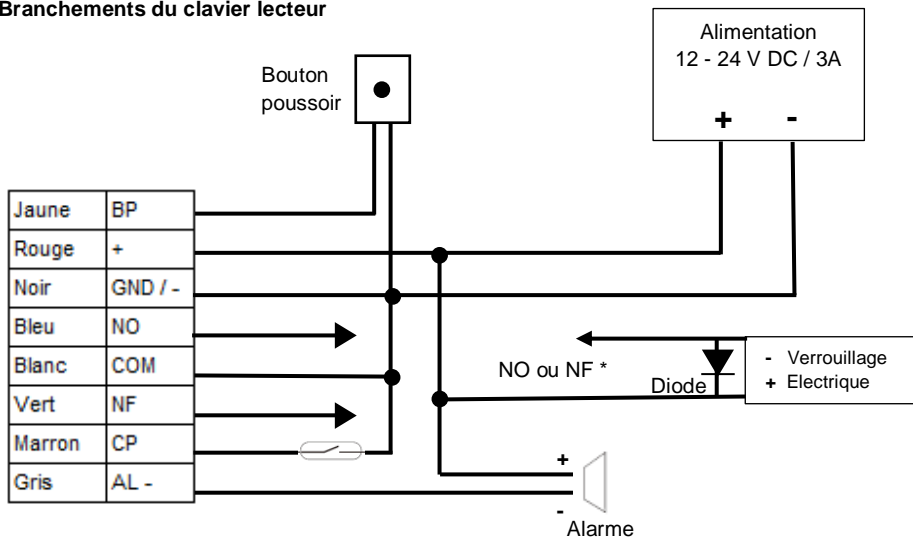 Branchements du clavier lecteur
Alimentation
12 - 24 V DC / 3A
+ -
Bouton
poussoir
Jaune BP
Rouge +
Noir GND / -
Bleu NO
Blanc COM
Vert NF
Marron CP
Gris AL -
NO ou NF *
Diode
- Verrouillage
+ Electrique
+
-
Alarme